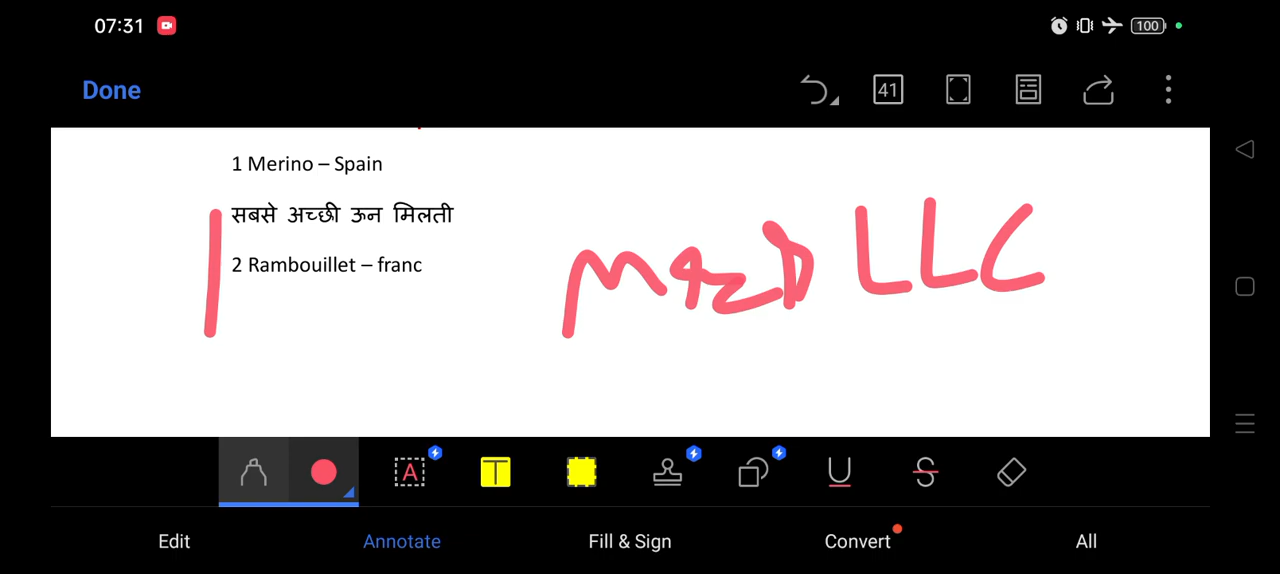 07:31
100
Done
41
1 Merino – Spain
सबसे अच्छी ऊन मिलती
2 Rambouillet – franc
LLC
A
T
U
S
Edit
Annotate
Fill & Sign
Convert
All